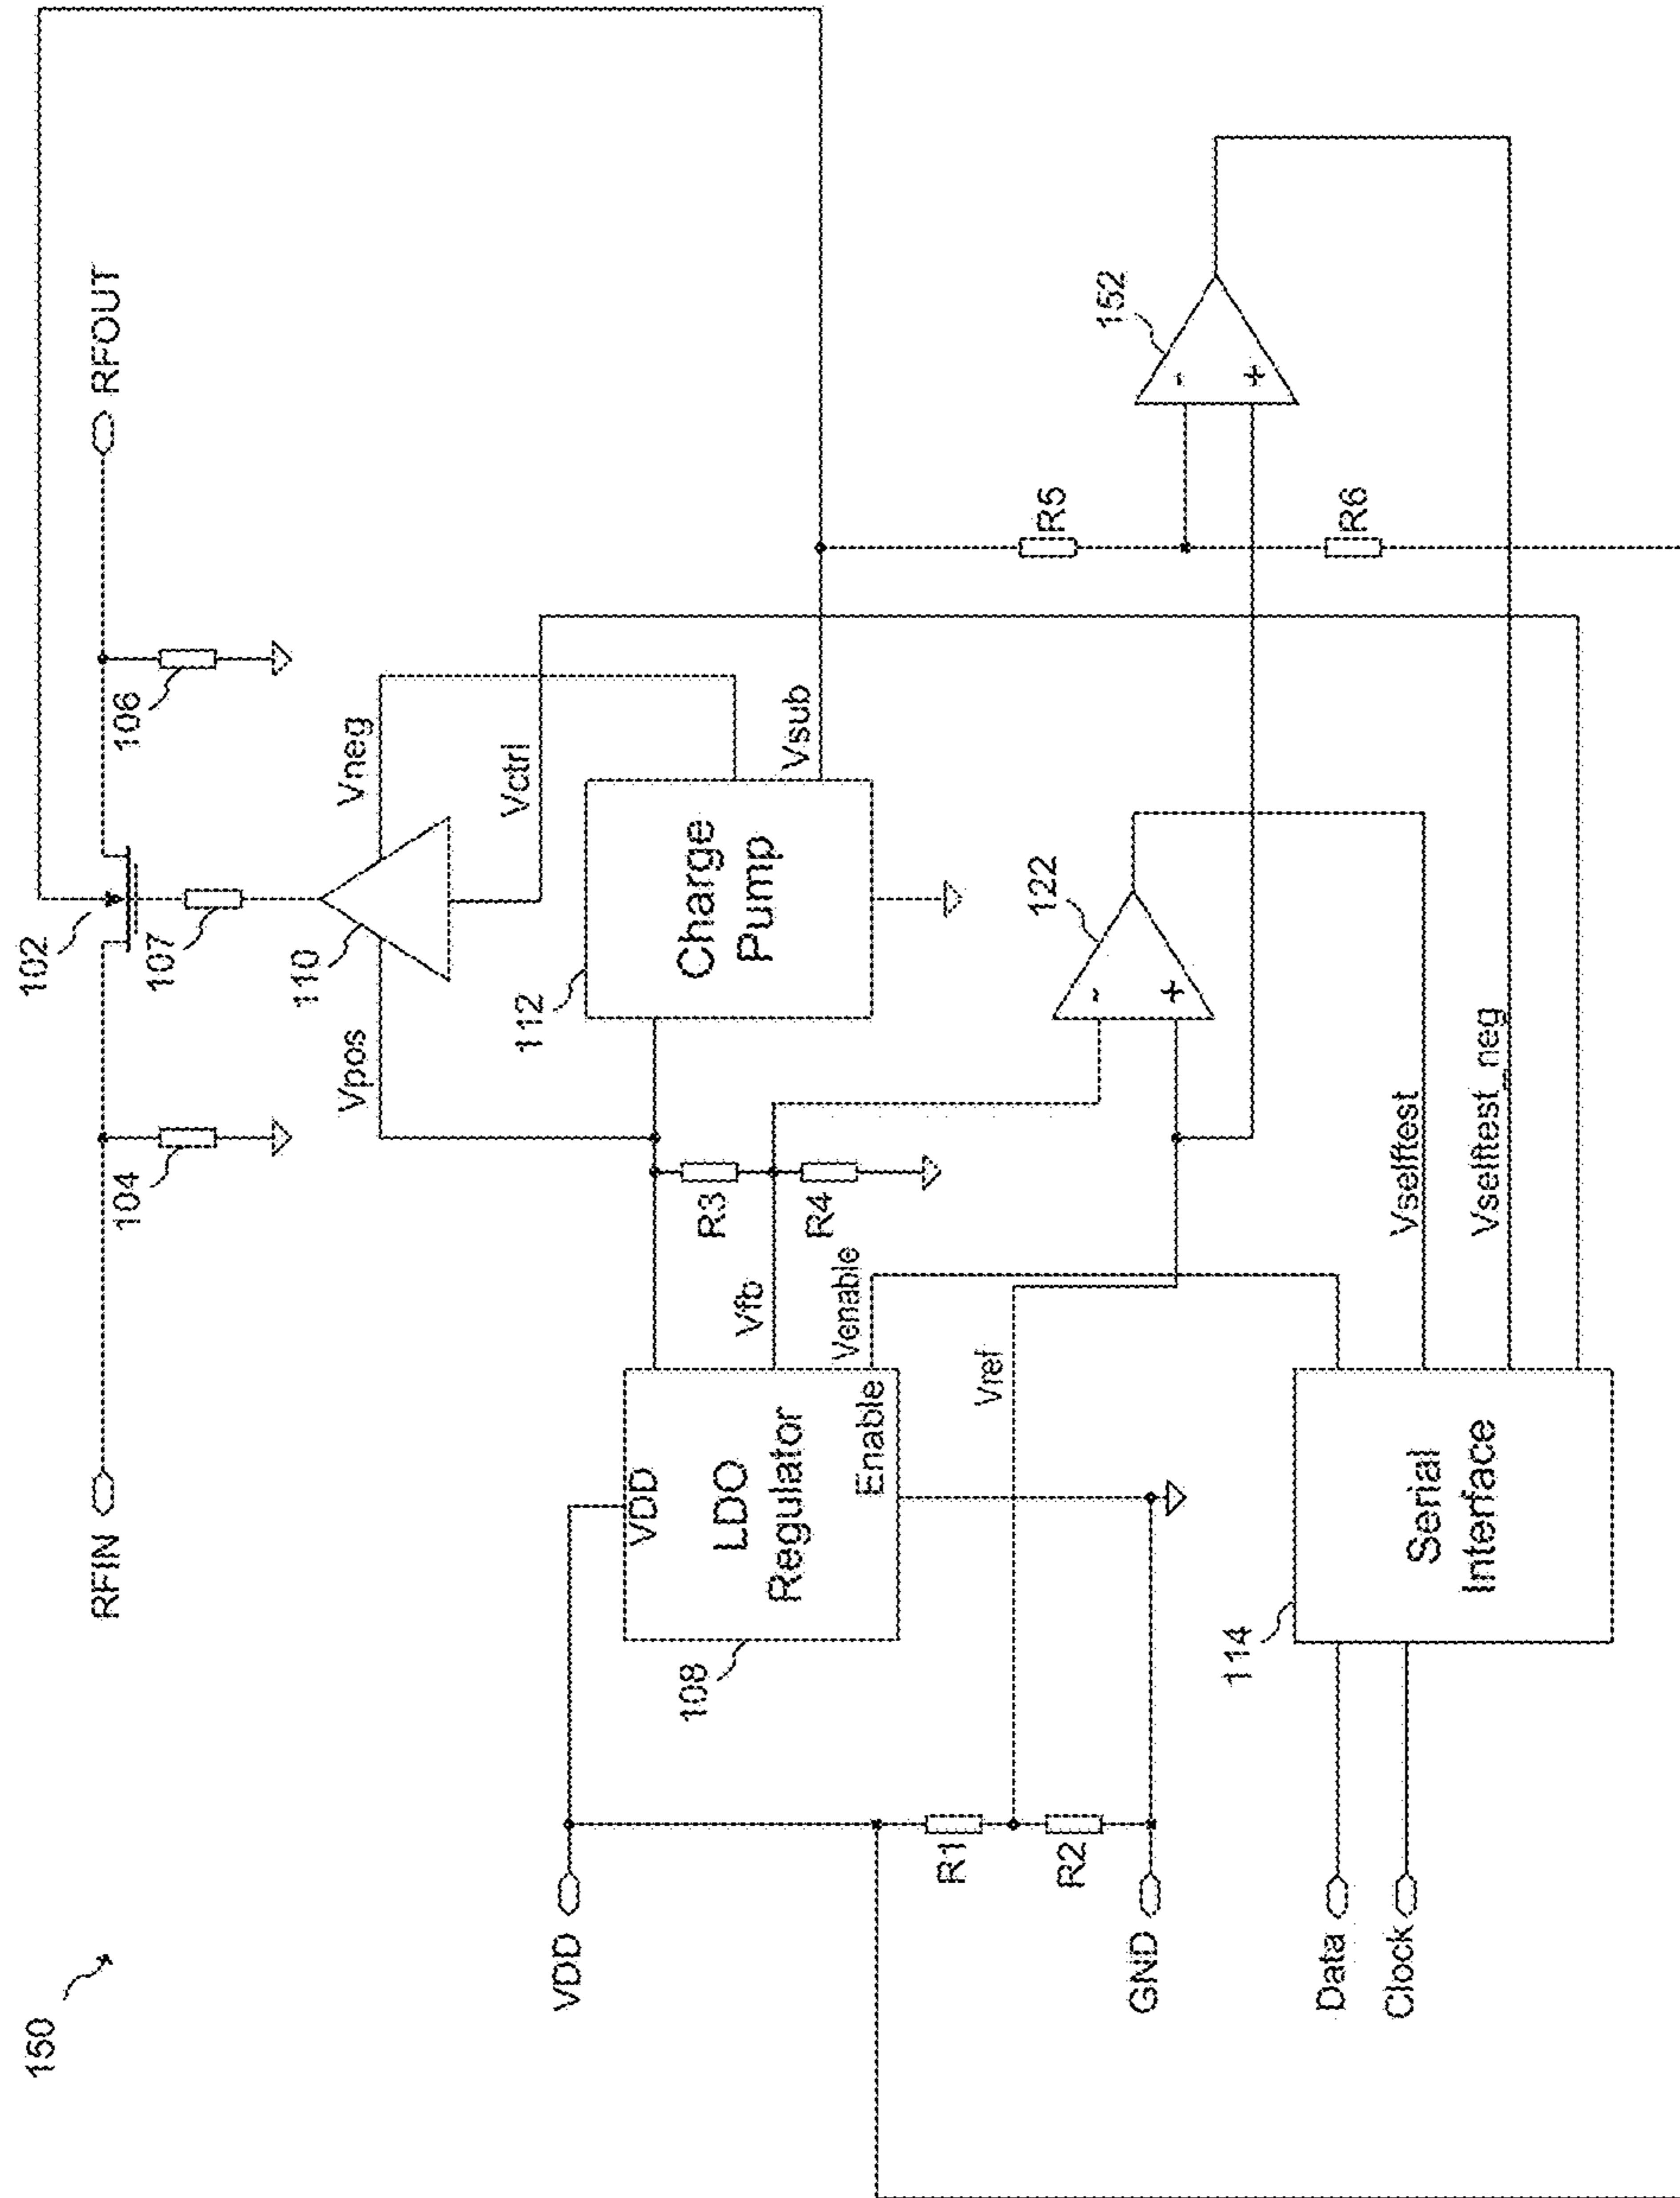 150
RFIN
RFOUT
102
104
106
107
110
Vpos
Vneg
Vctrl
VDD
VDD
LDO
Regulator
Enable
108
Vfb
Venable
R3
R4
112
Charge
Pump
Vsub
R1
R2
Vref
122
-
+
152
-
+
R5
R6
GND
Data
Clock
114
Serial
Interface
Vselftest
Vselftest_neg